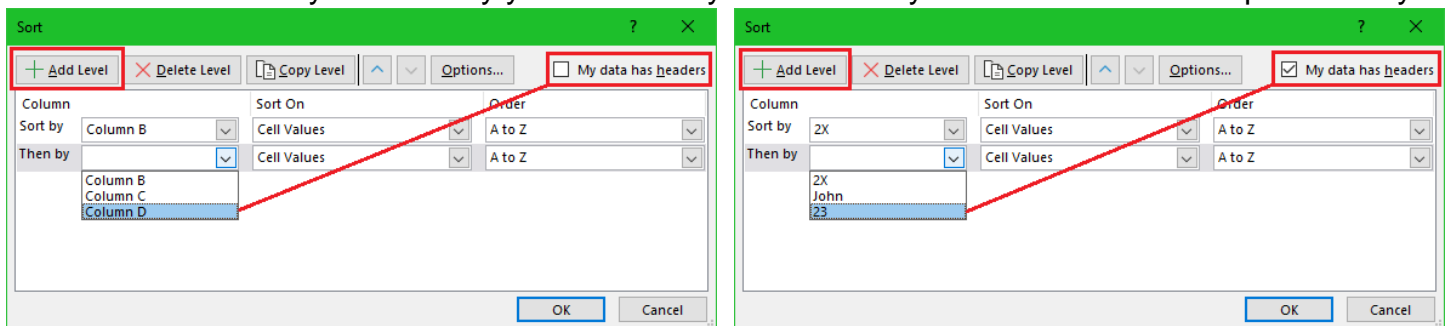 Sort ? ×
Add Level Delete Level Copy Level Options... My data has headers
Column Sort On Order
Sort by Column B Cell Values A to Z
Then by Cell Values A to Z
Column B
Column C
Column D
OK Cancel
Sort ? ×
Add Level Delete Level Copy Level Options... My data has headers
Column Sort On Order
Sort by 2X Cell Values A to Z
Then by Cell Values A to Z
2X
John
23
OK Cancel